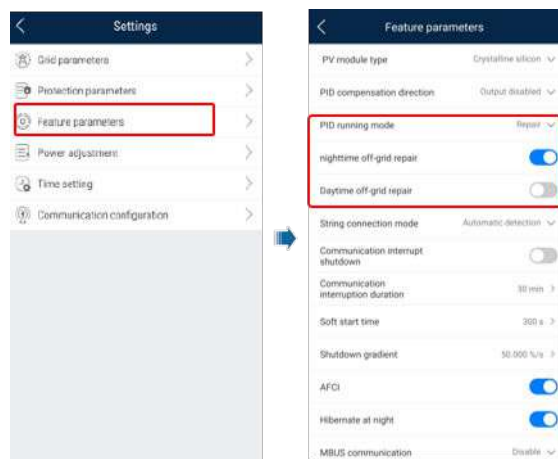 Settings
Grid parameters
Protection parameters
Feature parameters
Power adjustment
Time setting
Communication configuration
Feature parameters
PV module type
Crystalline silicon
PID compensation direction
Output disabled
PID running mode
Repair
nighttime off-grid repair
Daytime off-grid repair
String connection mode
Automatic detection
Communication interrupt
shutdown
Communication
interruption duration
30 min
Soft start time
300 s
Shutdown gradient
50.000 %/s
AFCI
Hibernate at night
MBUS communication
Disable